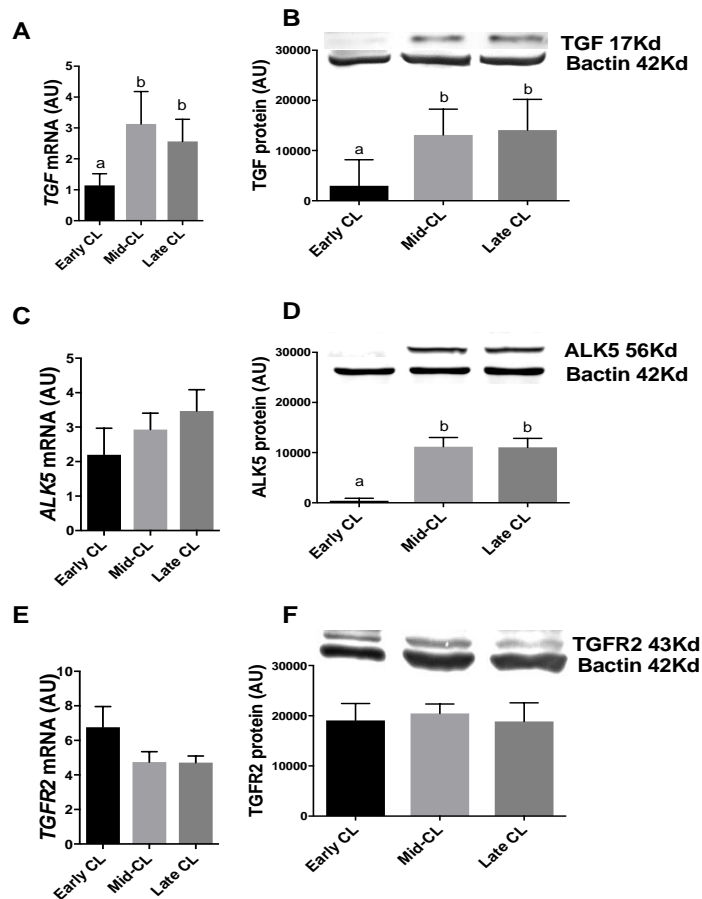 A
TGF mRNA (AU)
5
4
3
2
1
0
a
b
b
Early CL
Mid-CL
Late CL
B
TGF 17Kd
Bactin 42Kd
TGF protein (AU)
30000
20000
10000
0
a
b
b
Early CL
Mid-CL
Late CL
C
ALK5 mRNA (AU)
5
4
3
2
1
0
Early CL
Mid-CL
Late CL
D
ALK5 56Kd
Bactin 42Kd
ALK5 protein (AU)
30000
20000
10000
0
a
b
b
Early CL
Mid-CL
Late CL
E
TGFR2 mRNA (AU)
8
6
4
2
0
Early CL
Mid-CL
Late CL
F
TGFR2 43Kd
Bactin 42Kd
TGFR2 protein (AU)
30000
20000
10000
0
Early CL
Mid-CL
Late CL